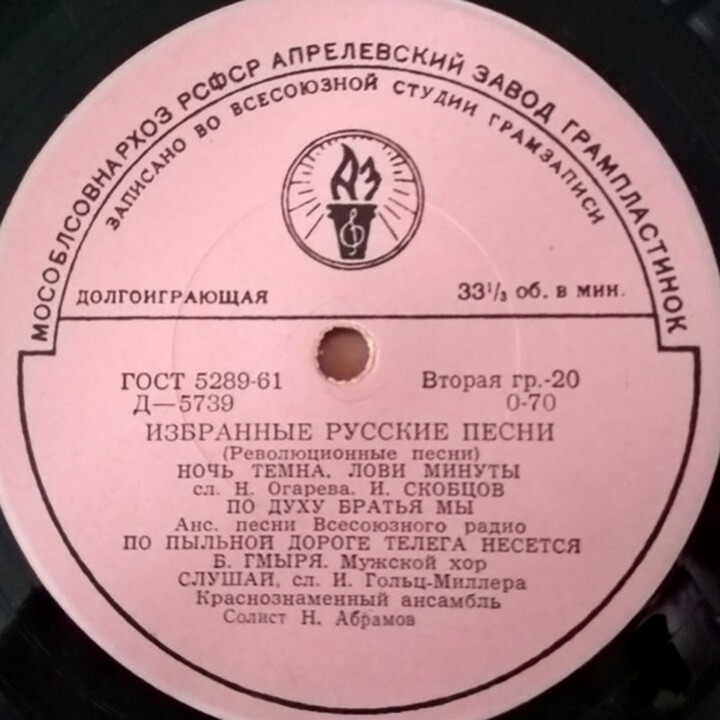 МОСОБЛСОВНАРХОЗ РСФСР АПРЕЛЕВСКИЙ ЗАВОД ГРАМПЛАСТИНОК
ЗАПИСАНО ВО ВСЕСОЮЗНОЙ СТУДИИ ГРАМЗАПИСИ
АЗ
ДОЛГОИГРАЮЩАЯ 33⅓ об. в мин.
ГОСТ 5289-61 Вторая гр.-20
Д—5739 0-70
ИЗБРАННЫЕ РУССКИЕ ПЕСНИ
(Революционные песни)
НОЧЬ ТЕМНА, ЛОВИ МИНУТЫ
сл. Н. Огарева. И. СКОБЦОВ
ПО ДУХУ БРАТЬЯ МЫ
Анс. песни Всесоюзного радио
ПО ПЫЛЬНОЙ ДОРОГЕ ТЕЛЕГА НЕСЕТСЯ
Б. ГМЫРЯ. Мужской хор
СЛУШАЙ, сл. И. Гольц-Миллера
Краснознаменный ансамбль
Солист Н. Абрамов